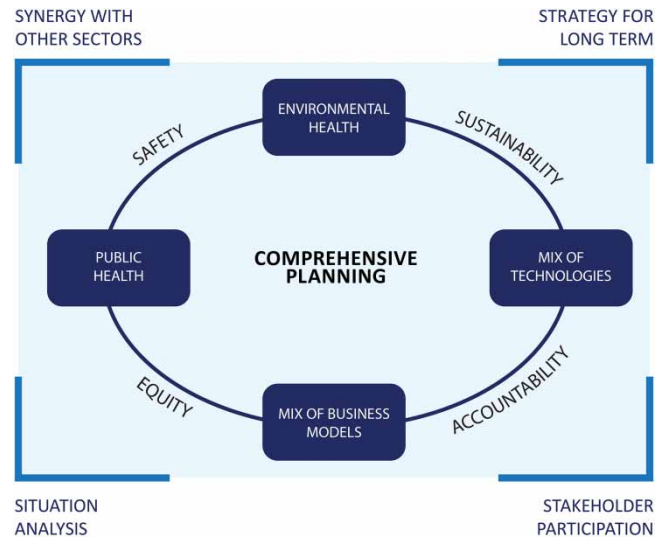 SYNERGY WITH
OTHER SECTORS
STRATEGY FOR
LONG TERM
ENVIRONMENTAL
HEALTH
SAFETY
SUSTAINABILITY
PUBLIC
HEALTH
COMPREHENSIVE
PLANNING
MIX OF
TECHNOLOGIES
EQUITY
MIX OF BUSINESS
MODELS
ACCOUNTABILITY
SITUATION
ANALYSIS
STAKEHOLDER
PARTICIPATION